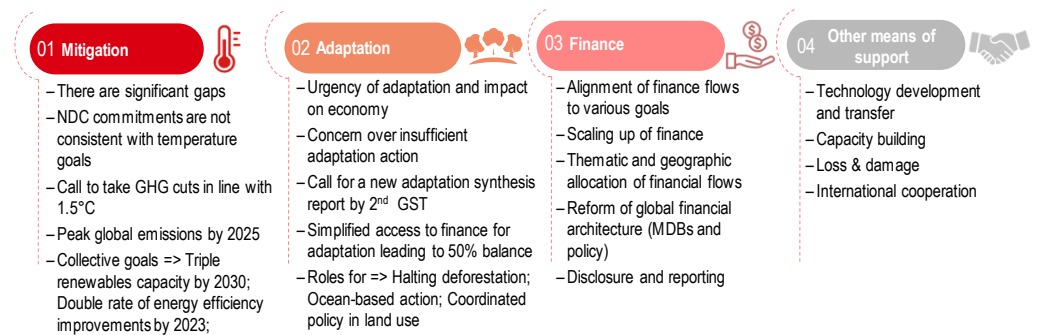 01 Mitigation
– There are significant gaps
– NDC commitments are not
consistent with temperature
goals
– Call to take GHG cuts in line with
1.5°C
– Peak global emissions by 2025
– Collective goals => Triple
renewables capacity by 2030;
Double rate of energy efficiency
improvements by 2023;
02 Adaptation
– Urgency of adaptation and impact
on economy
– Concern over insufficient
adaptation action
– Call for a new adaptation synthesis
report by 2nd GST
– Simplified access to finance for
adaptation leading to 50% balance
– Roles for => Halting deforestation;
Ocean-based action; Coordinated
policy in land use
03 Finance
– Alignment of finance flows
to various goals
– Scaling up of finance
– Thematic and geographic
allocation of financial flows
– Reform of global financial
architecture (MDBs and
policy)
– Disclosure and reporting
04 Other means of
support
– Technology development
and transfer
– Capacity building
– Loss & damage
– International cooperation